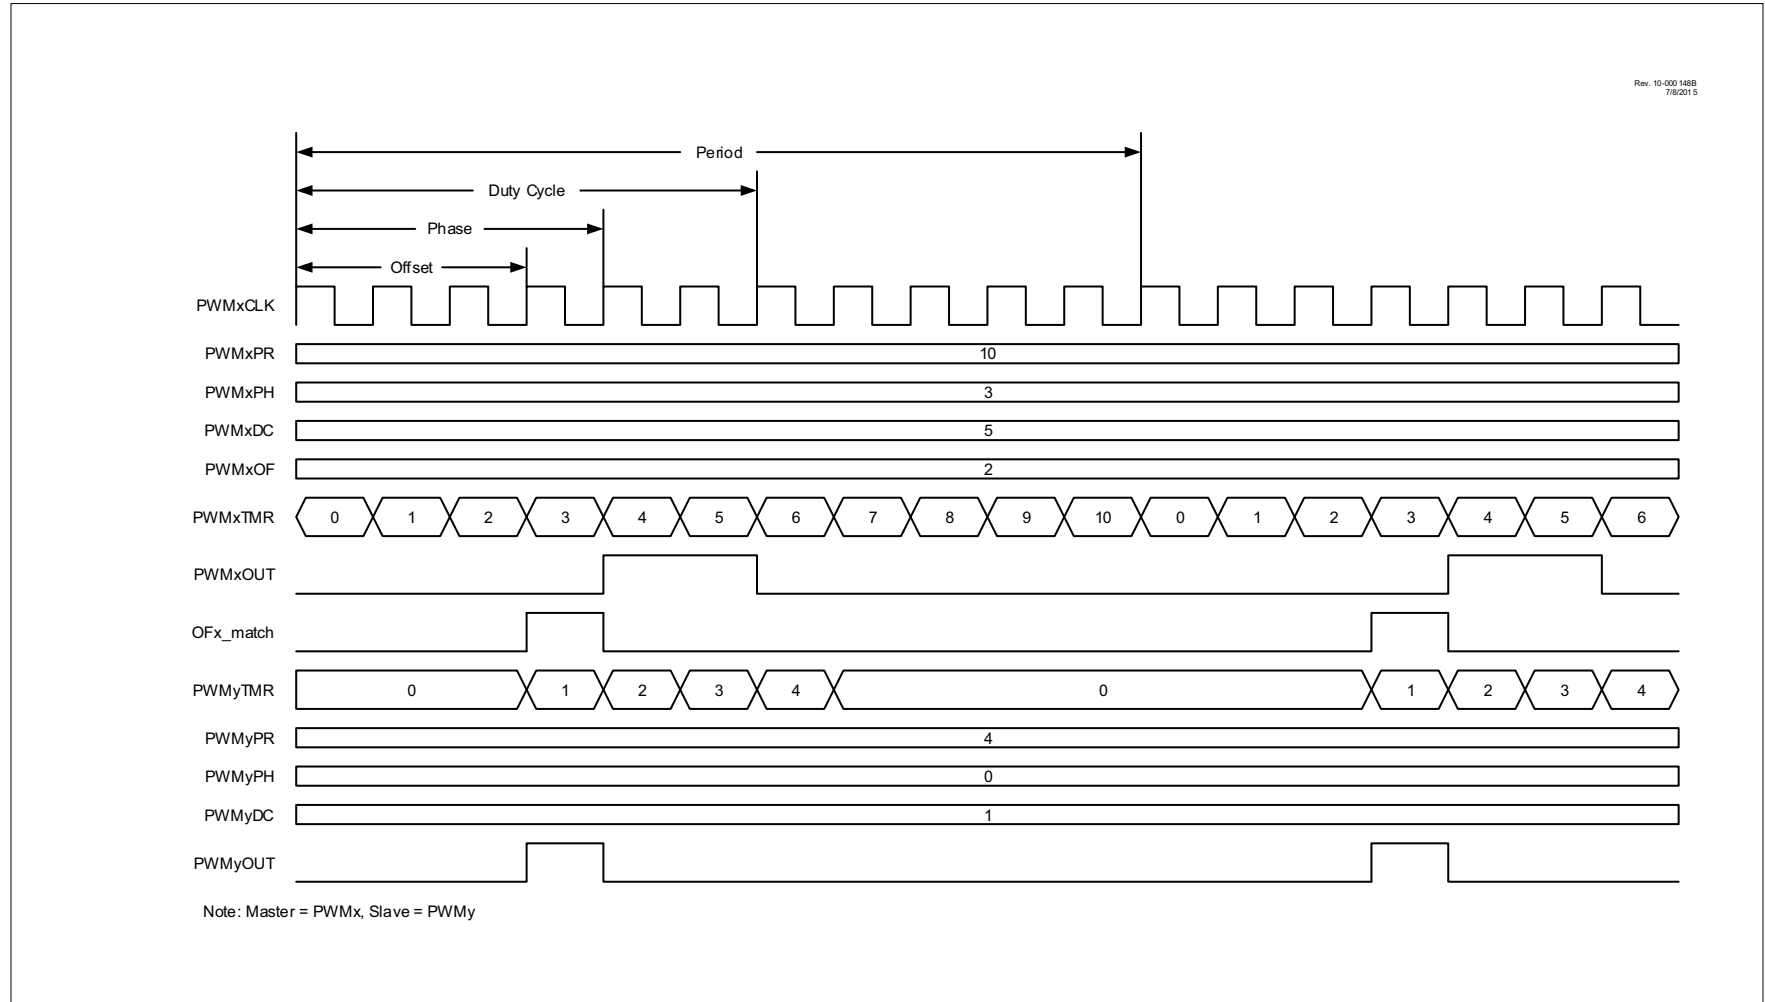 Rev. 10-000 148B
7/8/201 5
Period
Duty Cycle
Phase
Offset
PWMxCLK
PWMxPR 10
PWMxPH 3
PWMxDC 5
PWMxOF 2
PWMxTMR 0 1 2 3 4 5 6 7 8 9 10 0 1 2 3 4 5 6
PWMxOUT
OFx_match
PWMyTMR 0 1 2 3 4 0 1 2 3 4
PWMyPR 4
PWMyPH 0
PWMyDC 1
PWMyOUT
Note: Master = PWMx, Slave = PWMy